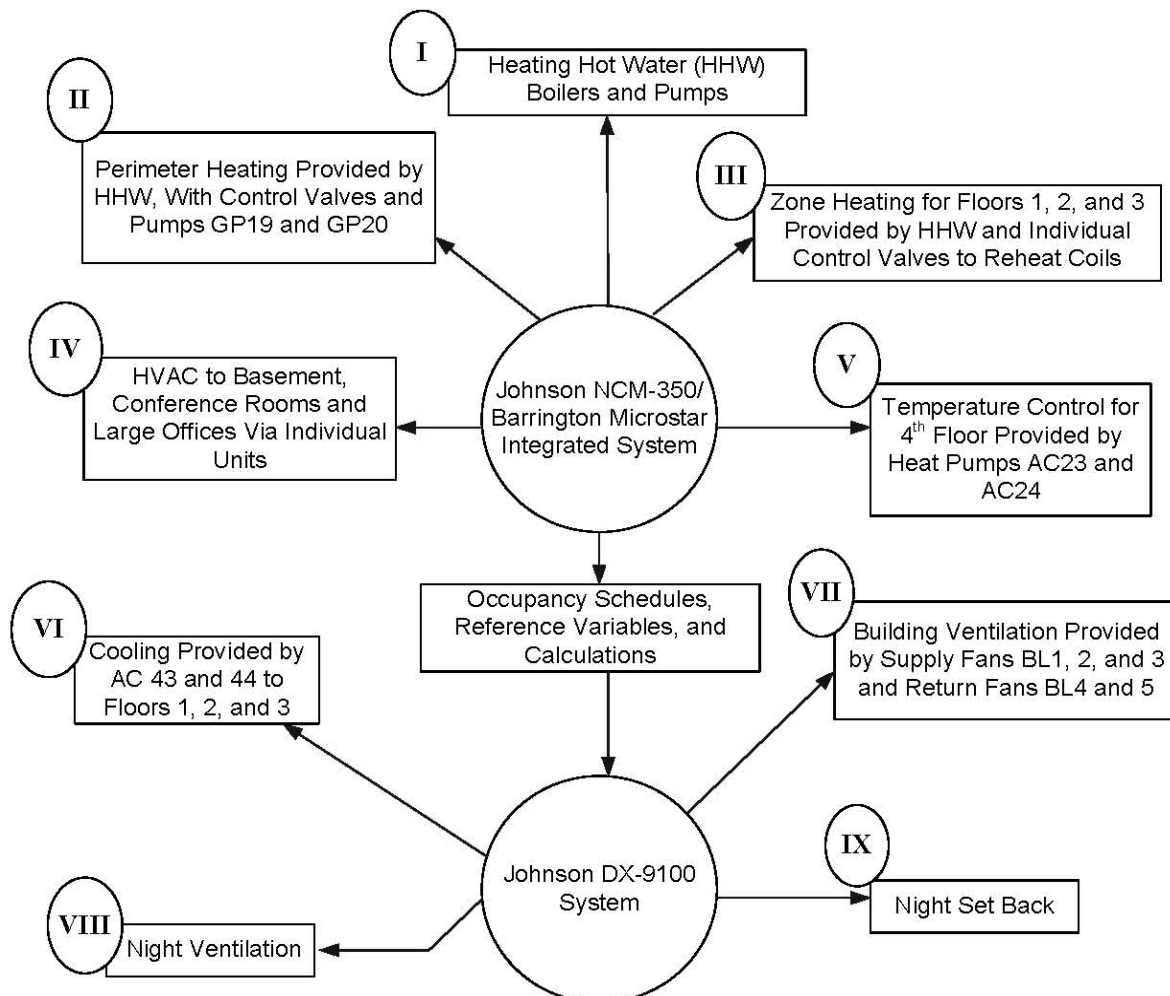 I
Heating Hot Water (HHW)
Boilers and Pumps
II
Perimeter Heating Provided by
HHW, With Control Valves and
Pumps GP19 and GP20
III
Zone Heating for Floors 1, 2, and 3
Provided by HHW and Individual
Control Valves to Reheat Coils
IV
HVAC to Basement,
Conference Rooms and
Large Offices Via Individual
Units
Johnson NCM-350/
Barrington Microstar
Integrated System
V
Temperature Control for
4th Floor Provided by
Heat Pumps AC23 and
AC24
Occupancy Schedules,
Reference Variables, and
Calculations
VI
Cooling Provided by
AC 43 and 44 to
Floors 1, 2, and 3
VII
Building Ventilation Provided
by Supply Fans BL1, 2, and 3
and Return Fans BL4 and 5
Johnson DX-9100
System
VIII
Night Ventilation
IX
Night Set Back